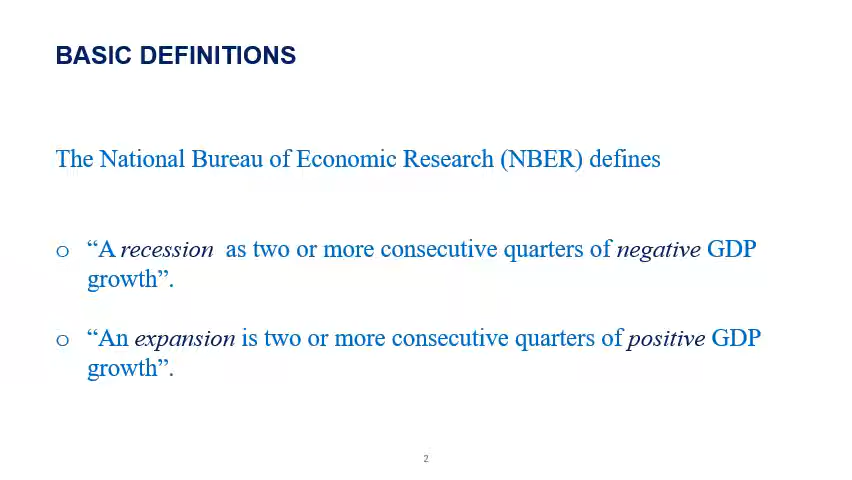 BASIC DEFINITIONS
The National Bureau of Economic Research (NBER) defines
o “A recession as two or more consecutive quarters of negative GDP
growth”.
o “An expansion is two or more consecutive quarters of positive GDP
growth”.
2